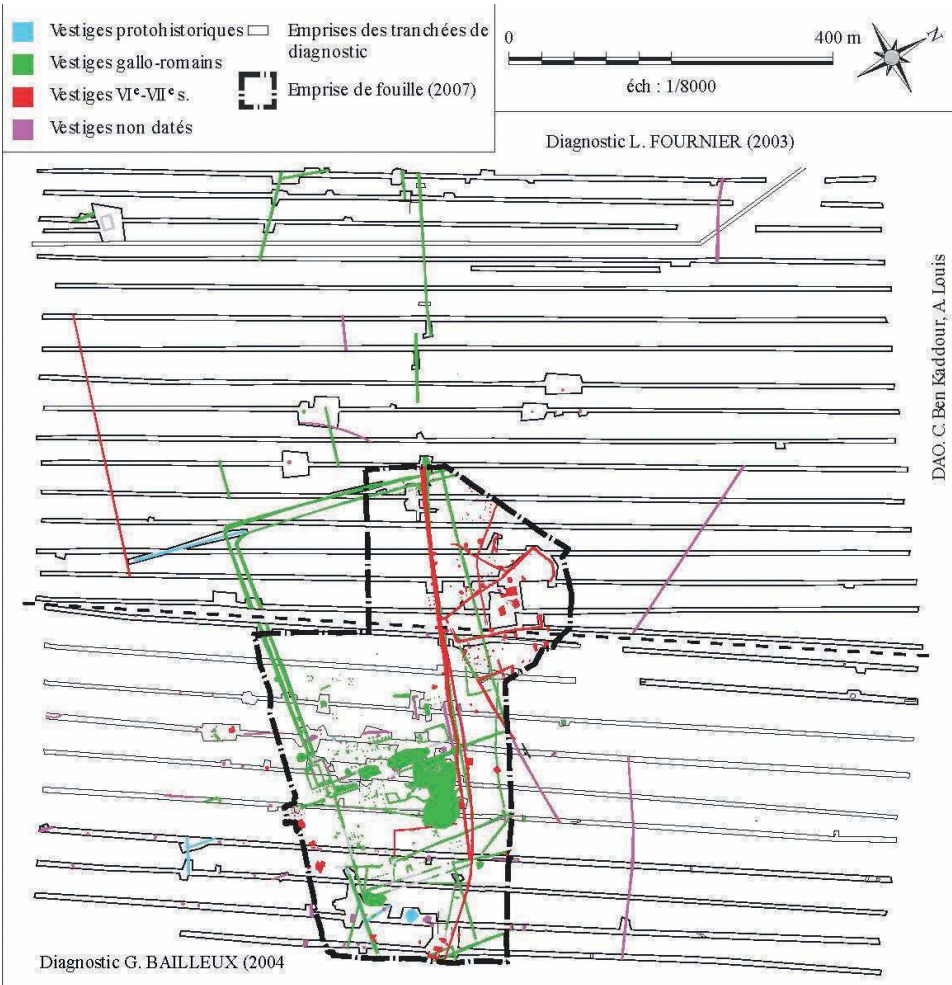 Vestiges protohistoriques
Vestiges gallo-romains
Vestiges VIᵉ-VIIᵉ s.
Vestiges non datés
Emprises des tranchées de
diagnostic
Emprise de fouille (2007)
0 400 m
éch : 1/8000
N
Diagnostic L. FOURNIER (2003)
DAO. C. Ben Kaddour, A.Louis
Diagnostic G. BAILLEUX (2004